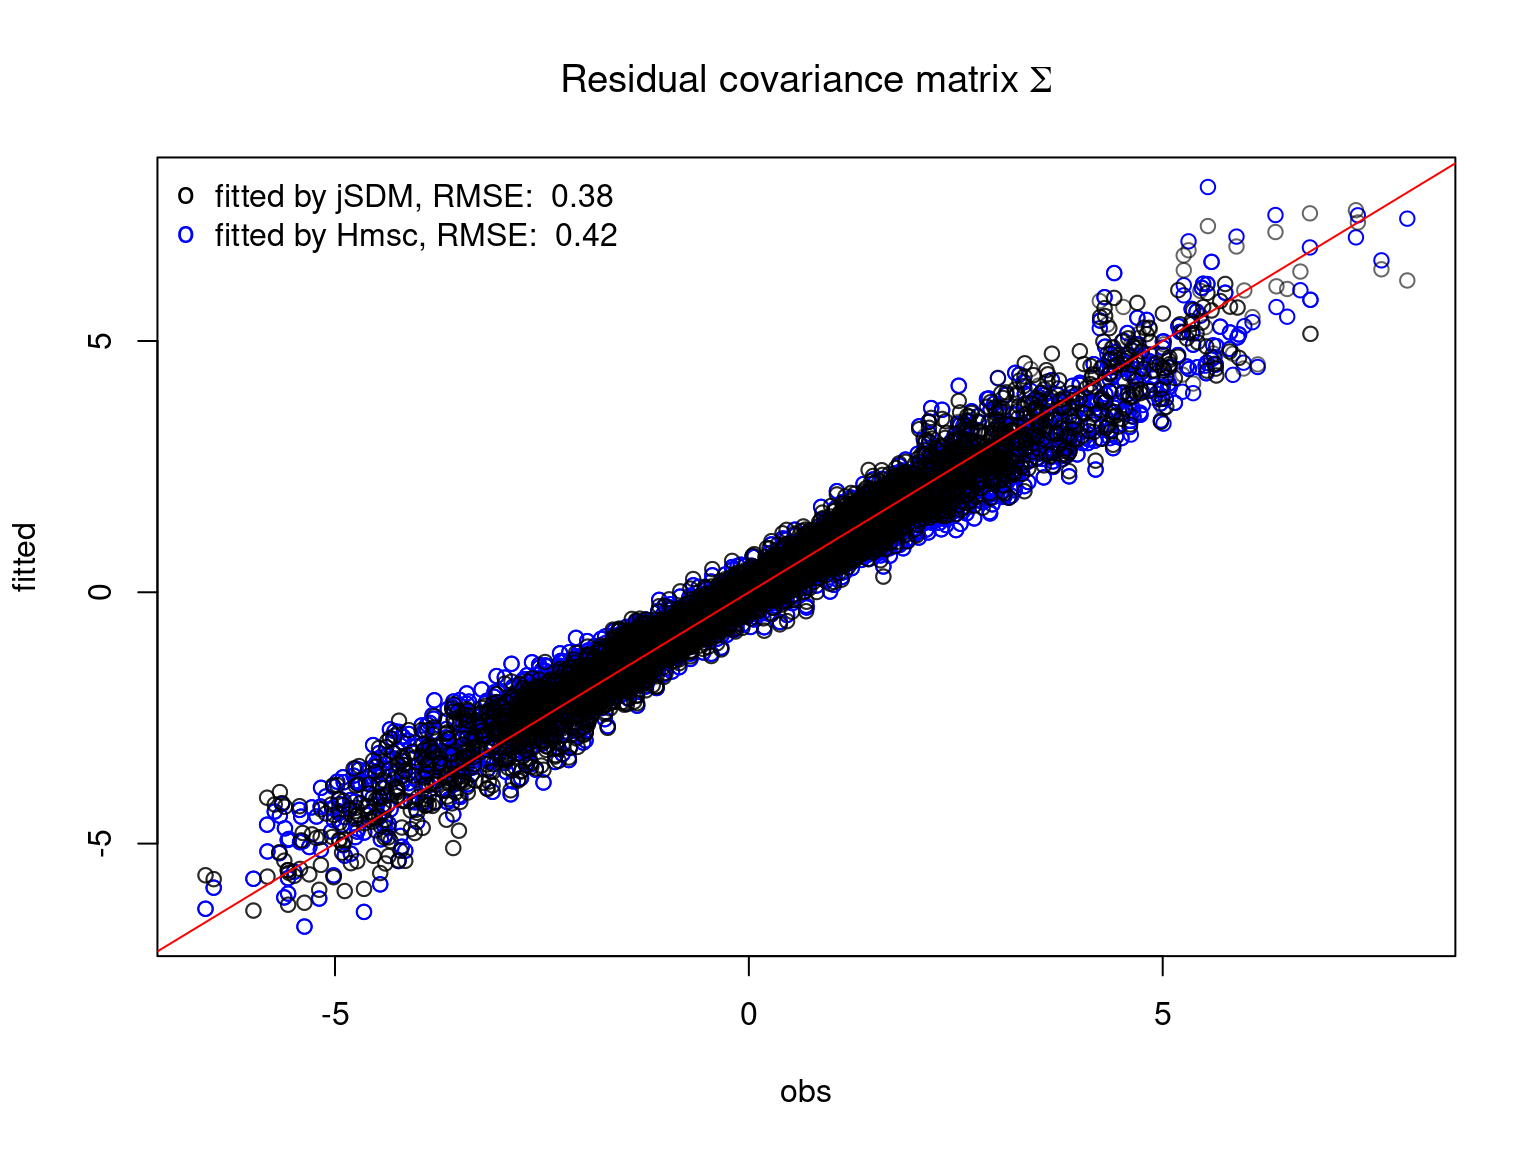 Residual covariance matrix Σ
fitted by jSDM, RMSE: 0.38
fitted by Hmsc, RMSE: 0.42
fitted
5
0
-5
-5 0 5
obs